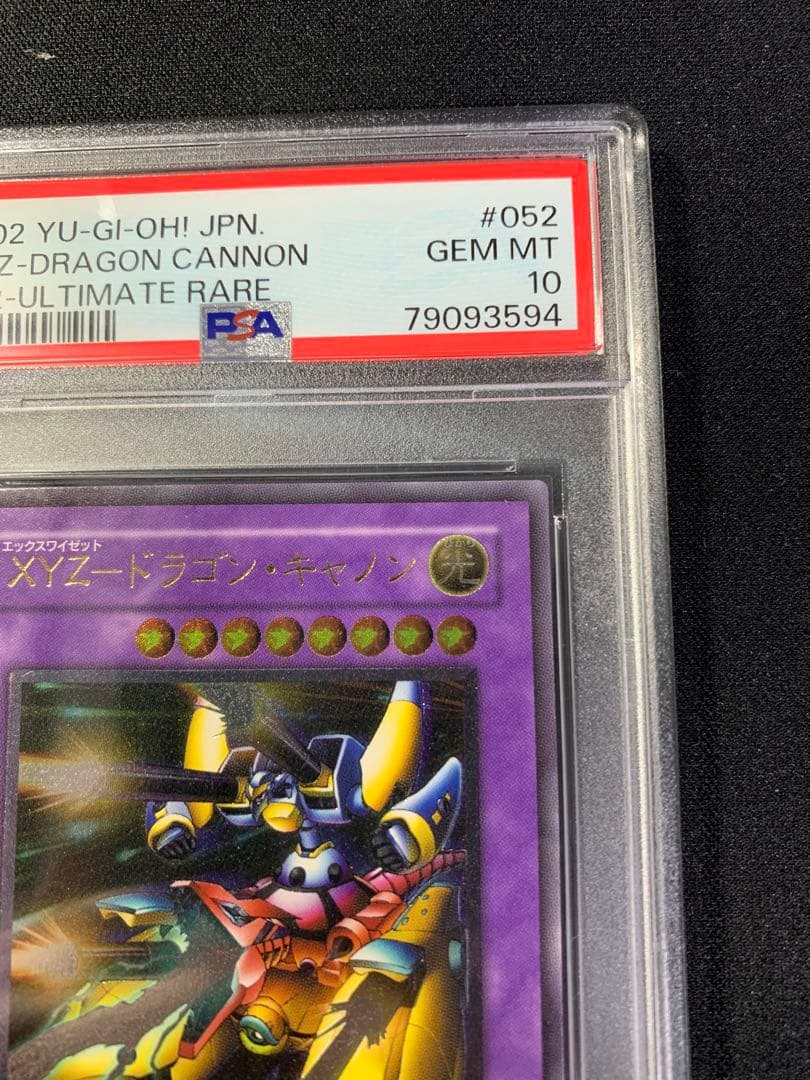 02 YU-GI-OH! JPN. #052
Z-DRAGON CANNON GEM MT
-ULTIMATE RARE 10
PSA 79093594
エックスワイゼット
XYZ-ドラゴン・キャノン 光